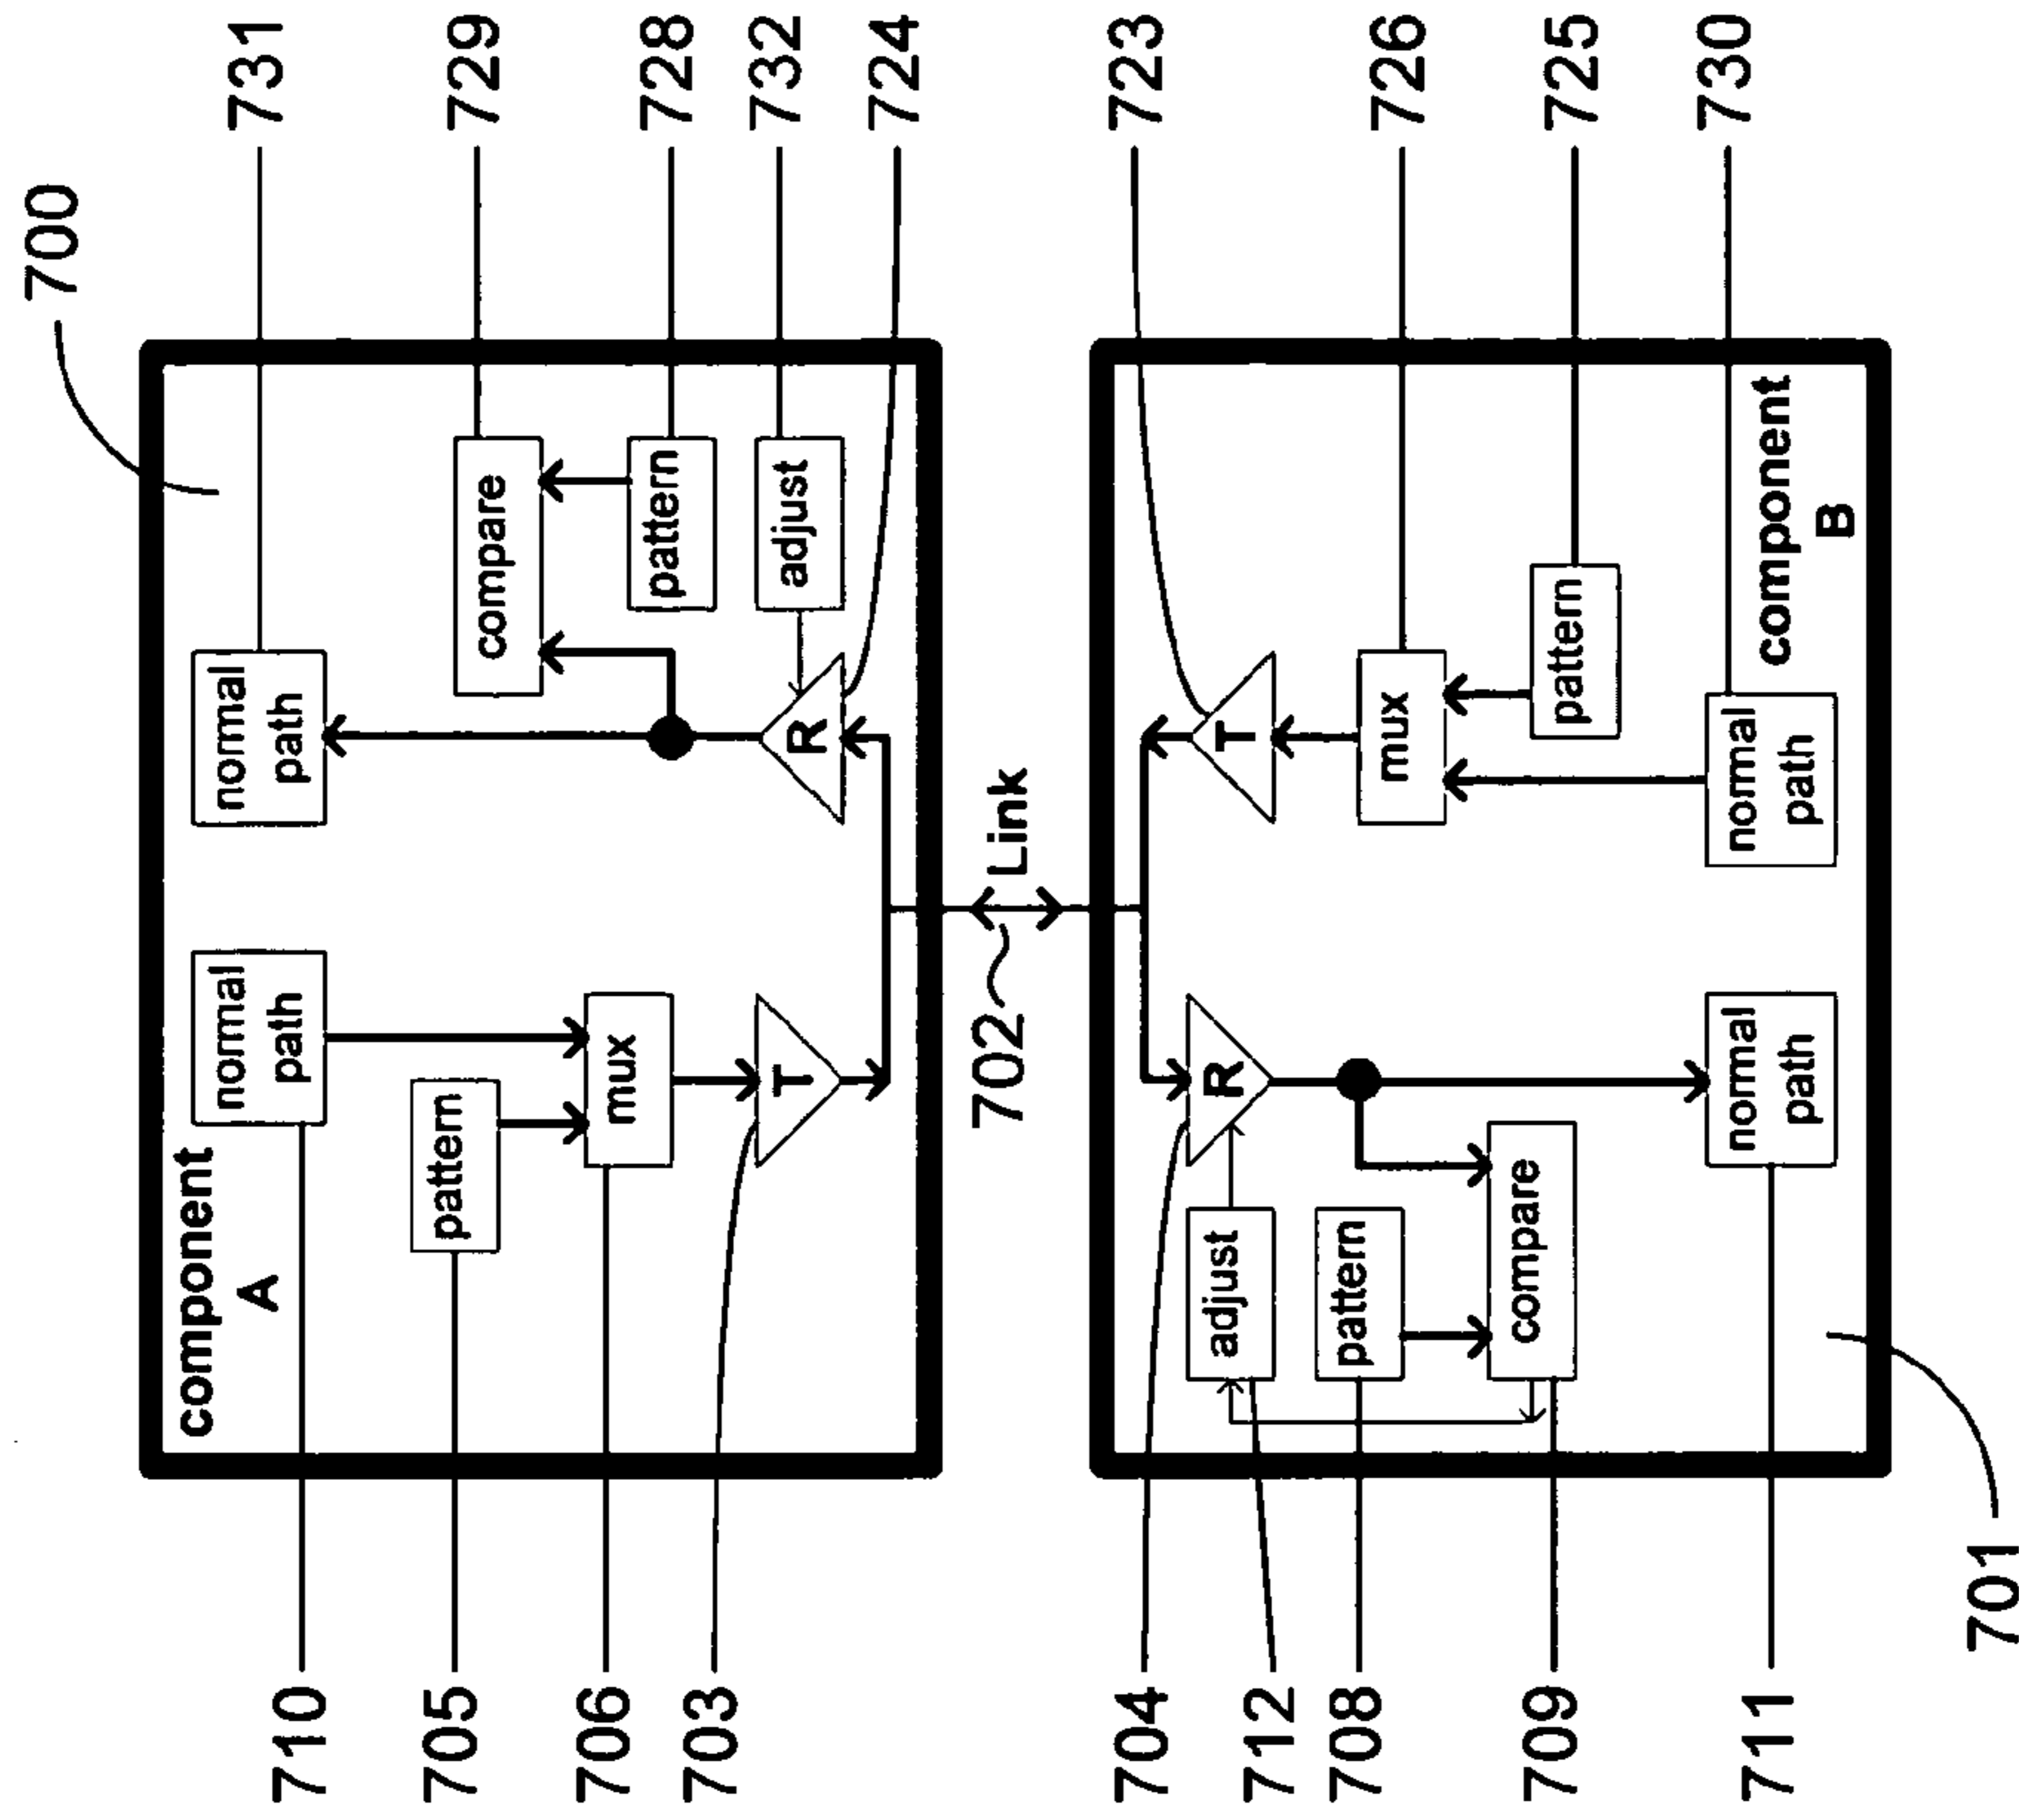 700
731
729
728
732
724
723
726
725
730
component
A
normal
path
pattern
mux
T
normal
path
compare
pattern
adjust
R
Link
702
R
adjust
pattern
compare
normal
path
T
mux
pattern
normal
path
component
B
710
705
706
703
704
712
708
709
711
701